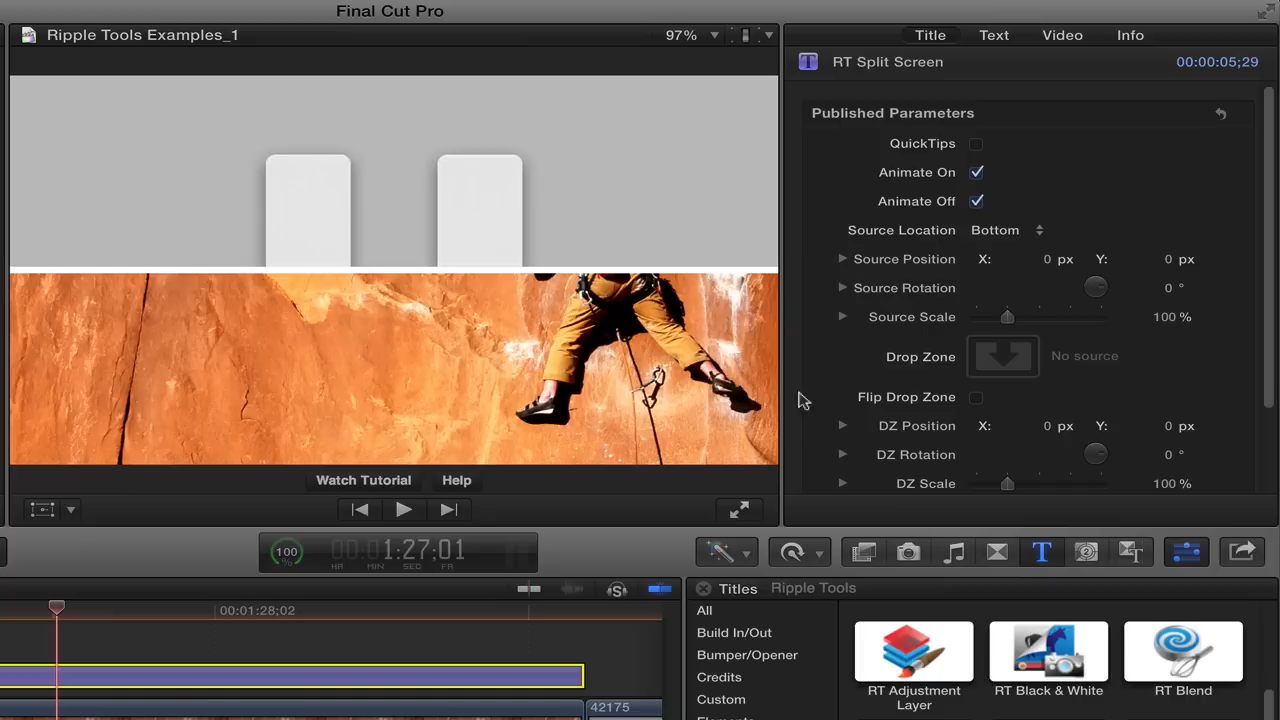 Final Cut Pro
Ripple Tools Examples_1
97%
Title Text Video Info
RT Split Screen
00:00:05;29
Published Parameters
QuickTips
Animate On
Animate Off
Source Location Bottom
Source Position X: 0 px Y: 0 px
Source Rotation 0 °
Source Scale 100 %
Drop Zone No source
Flip Drop Zone
DZ Position X: 0 px Y: 0 px
DZ Rotation 0 °
DZ Scale 100 %
Watch Tutorial Help
100 %
00:01:27;01
HR MIN SEC FR
T
2
S
00:01:28;02
42175
Titles Ripple Tools
All
Build In/Out
Bumper/Opener
Credits
Custom
RT Adjustment Layer
RT Black & White
RT Blend